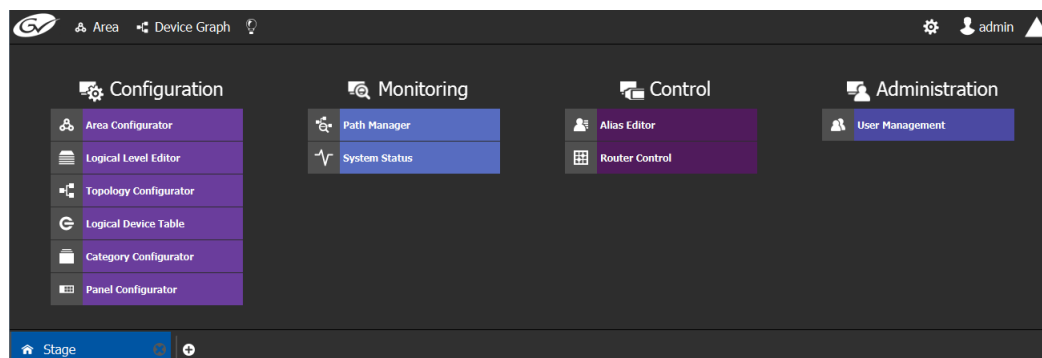 GV Area Device Graph admin
Configuration Monitoring Control Administration
Area Configurator Path Manager Alias Editor User Management
Logical Level Editor System Status Router Control
Topology Configurator
Logical Device Table
Category Configurator
Panel Configurator
Stage